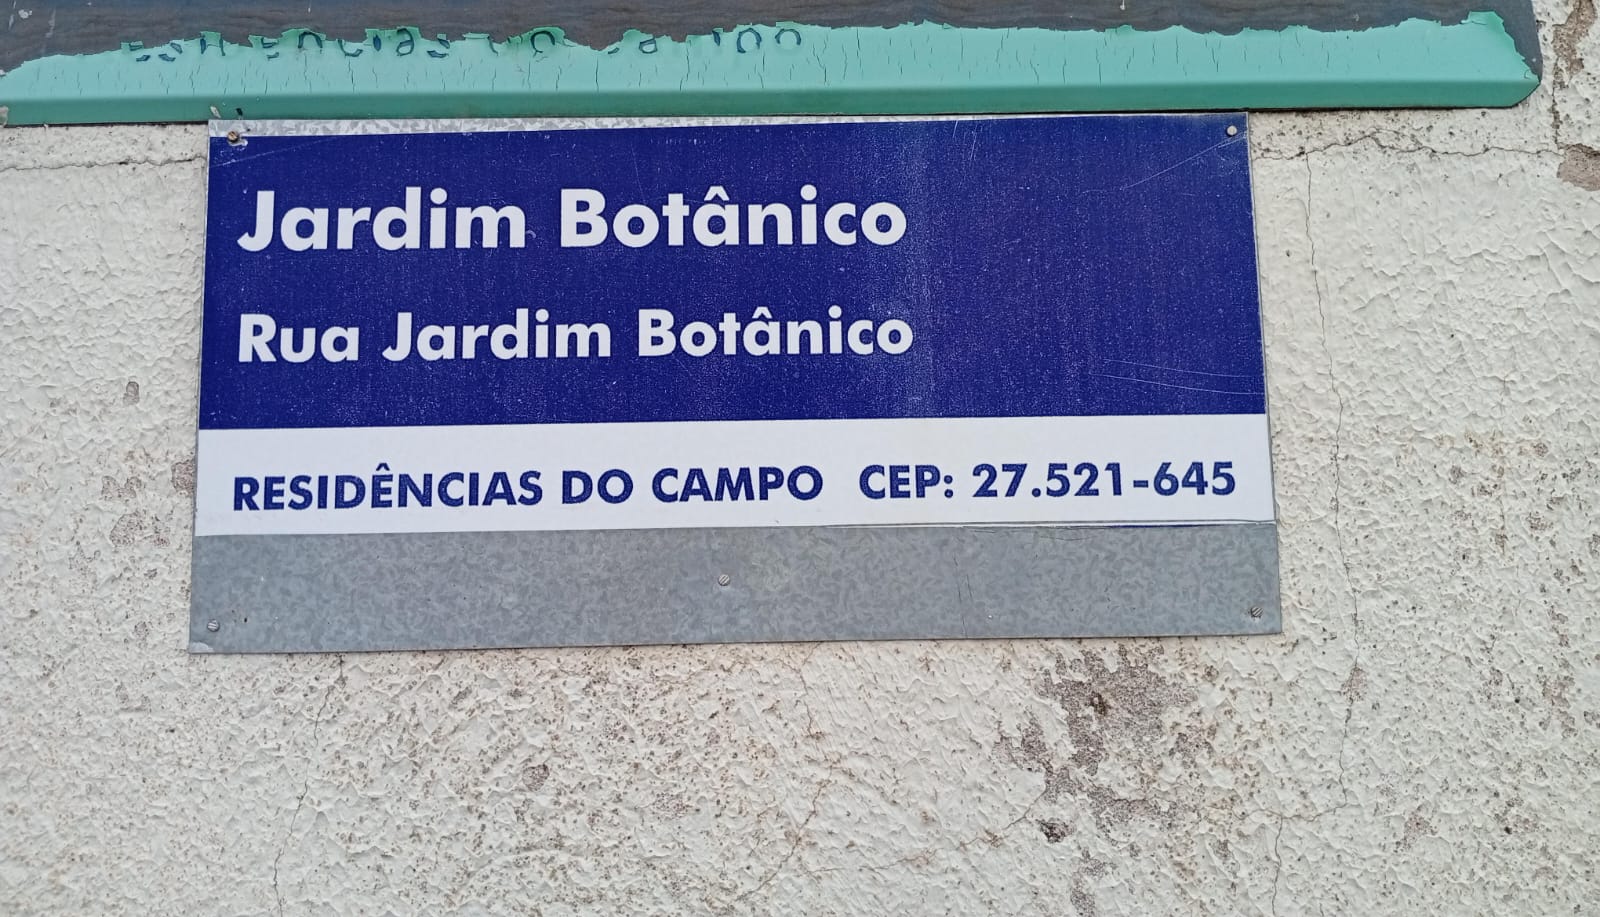 Jardim Botânico
Rua Jardim Botânico
RESIDÊNCIAS DO CAMPO CEP: 27.521-645